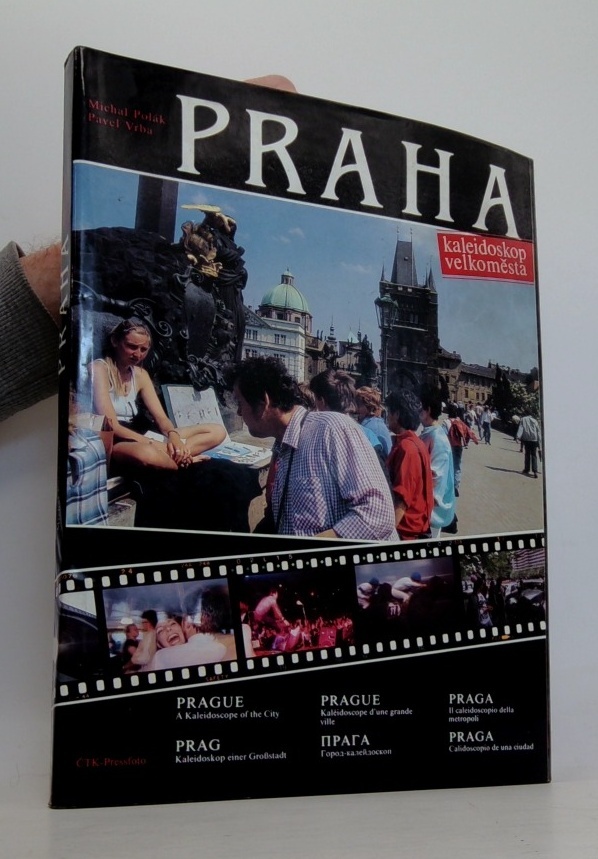 Michal Polák
Pavel Vrba
PRAHA
kaleidoskop
velkoměsta
PRAHA
PRAGUE
A Kaleidoscope of the City
PRAGUE
Kaléidoscope d'une grande
ville
PRAGA
Il caleidoscopio della
metropoli
PRAG
Kaleidoskop einer Großstadt
ПРАГА
Город-калейдоскоп
PRAGA
Calidoscopio de una ciudad
ČTK-Pressfoto